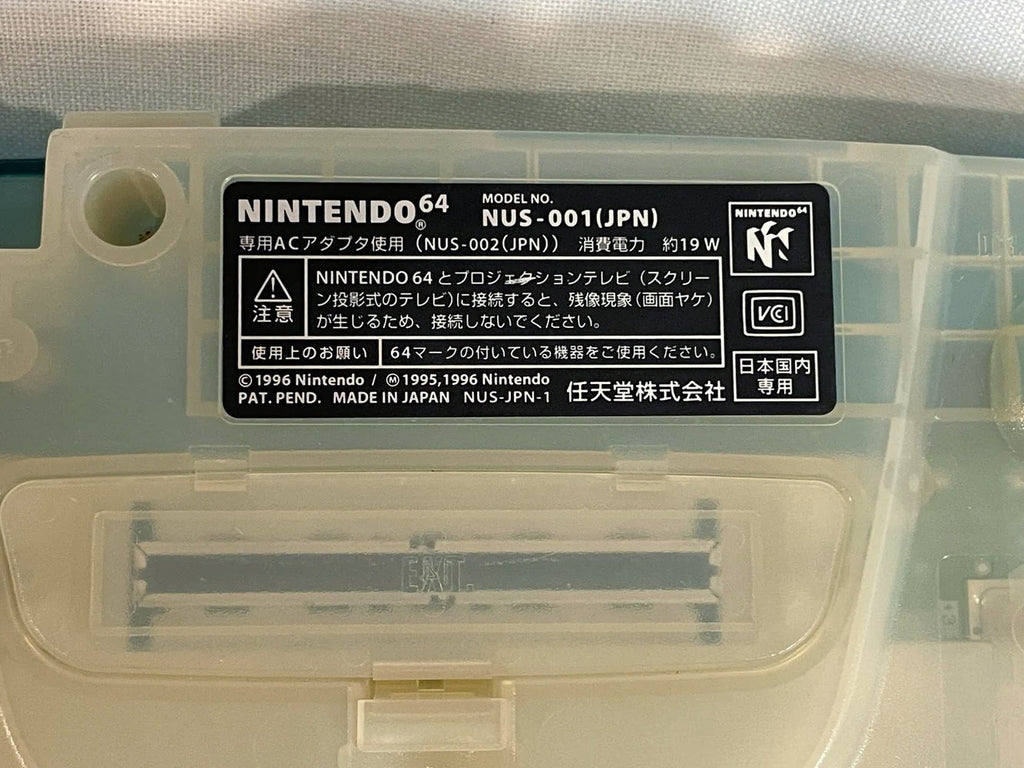 NINTENDO64®
MODEL NO.
NUS-001(JPN)
専用ACアダプタ使用（NUS-002(JPN)） 消費電力 約19W
注意
NINTENDO 64 とプロジェクションテレビ（スクリー
ン投影式のテレビ)に接続すると、残像現象(画面ヤケ)
が生じるため、接続しないでください。
使用上のお願い
64マークの付いている機器をご使用ください。
©1996 Nintendo / Ⓜ1995,1996 Nintendo
PAT. PEND. MADE IN JAPAN NUS-JPN-1
任天堂株式会社
NINTENDO64
N
VCI
日本国内
専用
EXT.